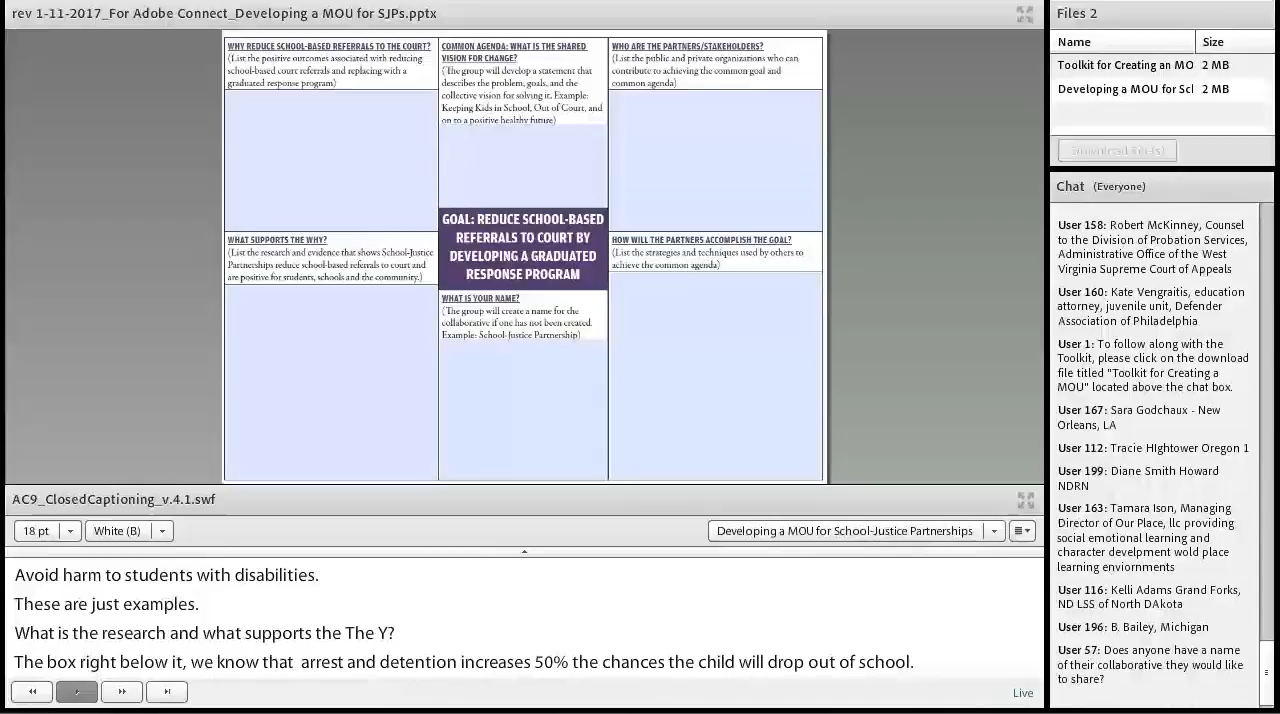 rev 1-11-2017_For Adobe Connect_Developing a MOU for SJPs.pptx
WHY REDUCE SCHOOL-BASED REFERRALS TO THE COURT?
(List the positive outcomes associated with reducing
school-based court referrals and replacing with a
graduated response program)
COMMON AGENDA: WHAT IS THE SHARED
VISION FOR CHANGE?
(The group will develop a statement that
describes the problem, goals, and the
collective vision for solving it. Example:
Keeping Kids in School, Out of Court, and
on to a positive healthy future)
WHO ARE THE PARTNERS/STAKEHOLDERS?
(List the public and private organizations who can
contribute to achieving the common goal and
common agenda)
GOAL: REDUCE SCHOOL-BASED
REFERRALS TO COURT BY
DEVELOPING A GRADUATED
RESPONSE PROGRAM
WHAT SUPPORTS THE WHY?
(List the research and evidence that shows School-Justice
Partnerships reduce school-based referrals to court and
are positive for students, schools and the community.)
WHAT IS YOUR NAME?
(The group will create a name for the
collaborative if one has not been created.
Example: School-Justice Partnership)
HOW WILL THE PARTNERS ACCOMPLISH THE GOAL?
(List the strategies and techniques used by others to
achieve the common agenda)
AC9_ClosedCaptioning_v.4.1.swf
18 pt
White (B)
Developing a MOU for School-Justice Partnerships
Avoid harm to students with disabilities.
These are just examples.
What is the research and what supports the The Y?
The box right below it, we know that  arrest and detention increases 50% the chances the child will drop out of school.
Live
Files 2
Name Size
Toolkit for Creating an MO 2 MB
Developing a MOU for Scl 2 MB
Download File(s)
Chat (Everyone)
User 158: Robert McKinney, Counsel
to the Division of Probation Services,
Administrative Office of the West
Virginia Supreme Court of Appeals
User 160: Kate Vengraitis, education
attorney, juvenile unit, Defender
Association of Philadelphia
User 1: To follow along with the
Toolkit, please click on the download
file titled "Toolkit for Creating a
MOU" located above the chat box.
User 167: Sara Godchaux - New
Orleans, LA
User 112: Tracie HIghtower Oregon 1
User 199: Diane Smith Howard
NDRN
User 163: Tamara Ison, Managing
Director of Our Place, llc providing
social emotional learning and
character develpment wold place
learning enviornments
User 116: Kelli Adams Grand Forks,
ND LSS of North DAkota
User 196: B. Bailey, Michigan
User 57: Does anyone have a name
of their collaborative they would like
to share?